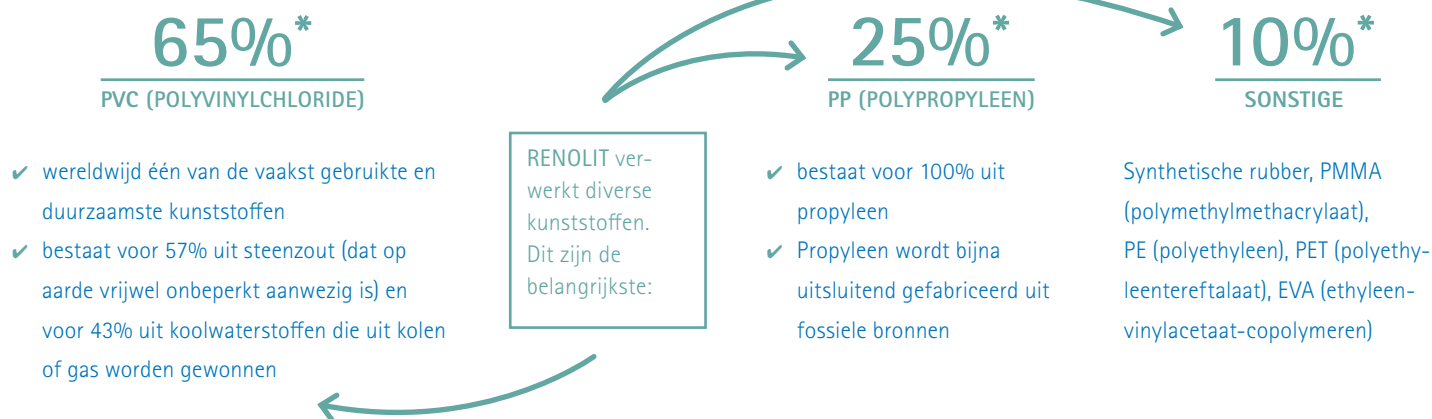 65%*
PVC (POLYVINYLCHLORIDE)
✔ wereldwijd één van de vaakst gebruikte en
duurzaamste kunststoffen
✔ bestaat voor 57% uit steenzout (dat op
aarde vrijwel onbeperkt aanwezig is) en
voor 43% uit koolwaterstoffen die uit kolen
of gas worden gewonnen
RENOLIT ver-
werkt diverse
kunststoffen.
Dit zijn de
belangrijkste:
25%*
PP (POLYPROPYLEEN)
✔ bestaat voor 100% uit
propyleen
✔ Propyleen wordt bijna
uitsluitend gefabriceerd uit
fossiele bronnen
10%*
SONSTIGE
Synthetische rubber, PMMA
(polymethylmethacrylaat),
PE (polyethyleen), PET (polyethy-
leentereftalaat), EVA (ethyleen-
vinylacetaat-copolymeren)